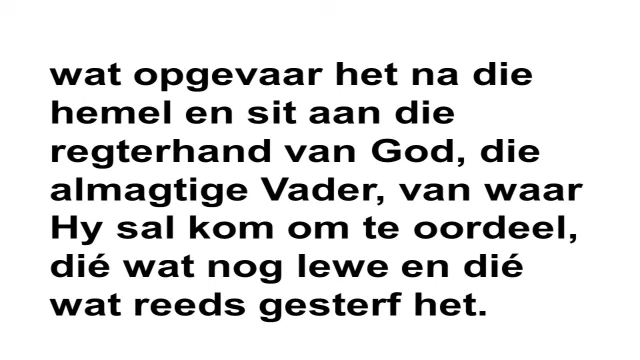 wat opgevaar het na die
hemel en sit aan die
regterhand van God, die
almagtige Vader, van waar
Hy sal kom om te oordeel,
dié wat nog lewe en dié
wat reeds gesterf het.